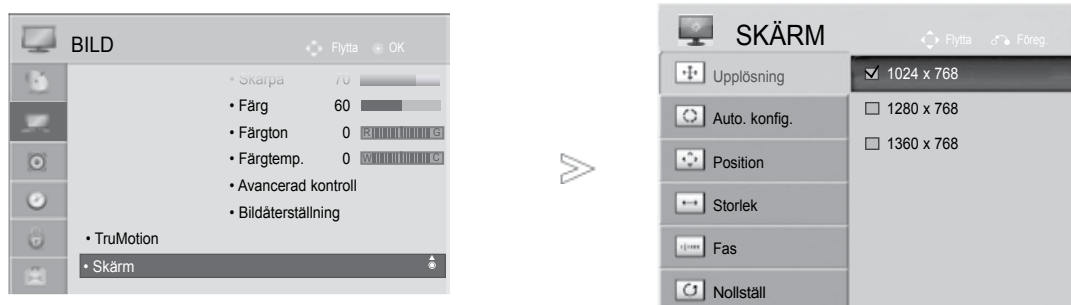 BILD
Flytta OK
• Skärpa 70
• Färg 60
• Färgton 0 R G
• Färgtemp. 0 W C
• Avancerad kontroll
• Bildåterställning
• TruMotion
• Skärm
SKÄRM
Flytta Föreg.
Upplösning
Auto. konfig.
Position
Storlek
Fas
Nollställ
1024 x 768
1280 x 768
1360 x 768